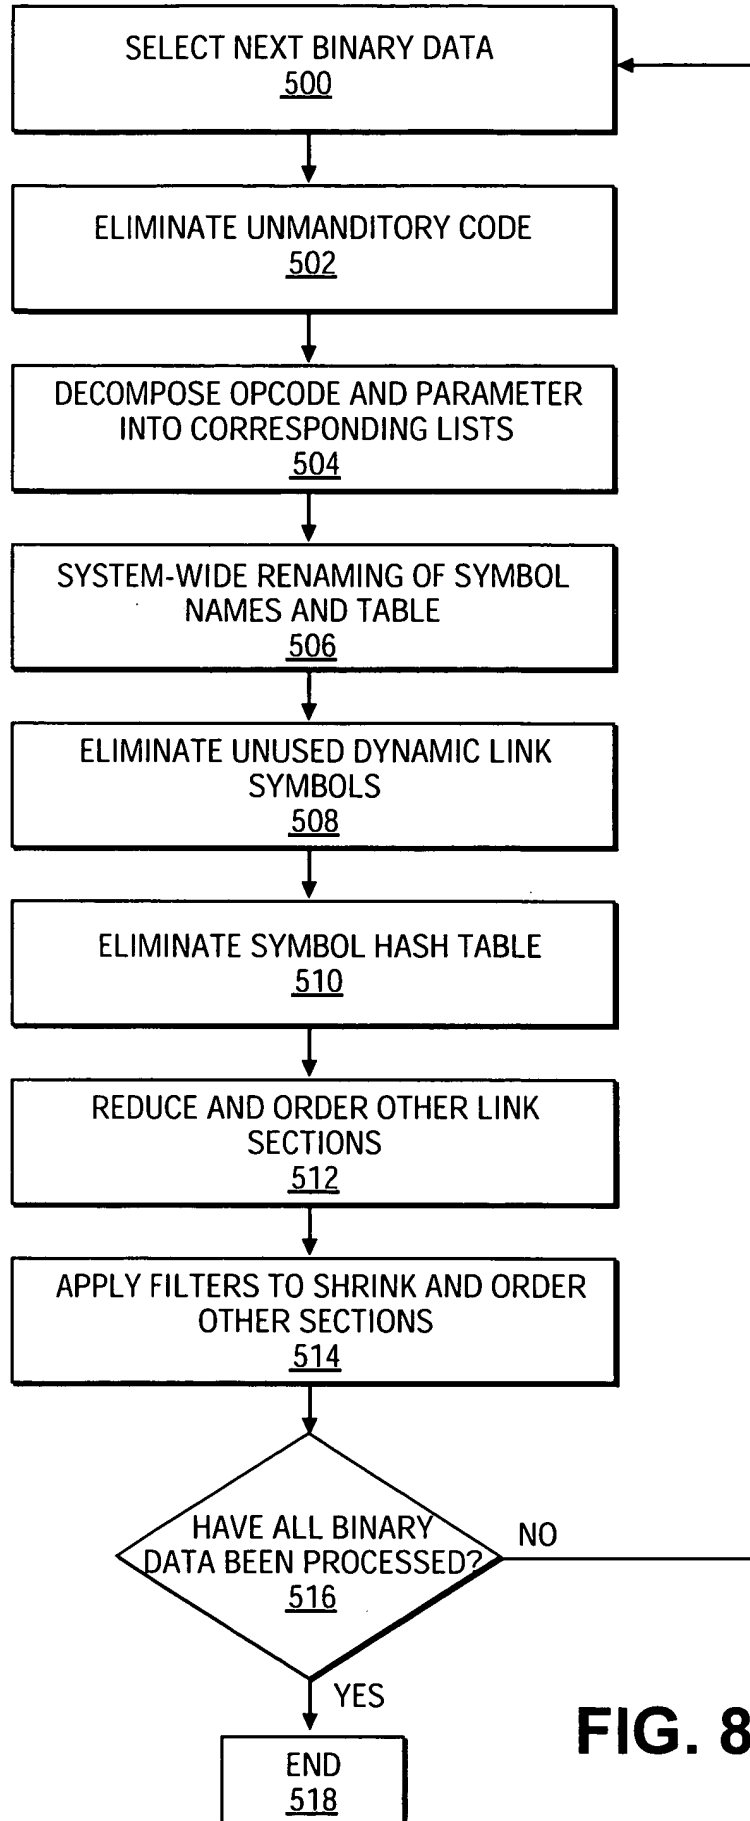 SELECT NEXT BINARY DATA
500
ELIMINATE UNMANDITORY CODE
502
DECOMPOSE OPCODE AND PARAMETER
INTO CORRESPONDING LISTS
504
SYSTEM-WIDE RENAMING OF SYMBOL
NAMES AND TABLE
506
ELIMINATE UNUSED DYNAMIC LINK
SYMBOLS
508
ELIMINATE SYMBOL HASH TABLE
510
REDUCE AND ORDER OTHER LINK
SECTIONS
512
APPLY FILTERS TO SHRINK AND ORDER
OTHER SECTIONS
514
HAVE ALL BINARY
DATA BEEN PROCESSED?
516
NO
YES
END
518
FIG. 8